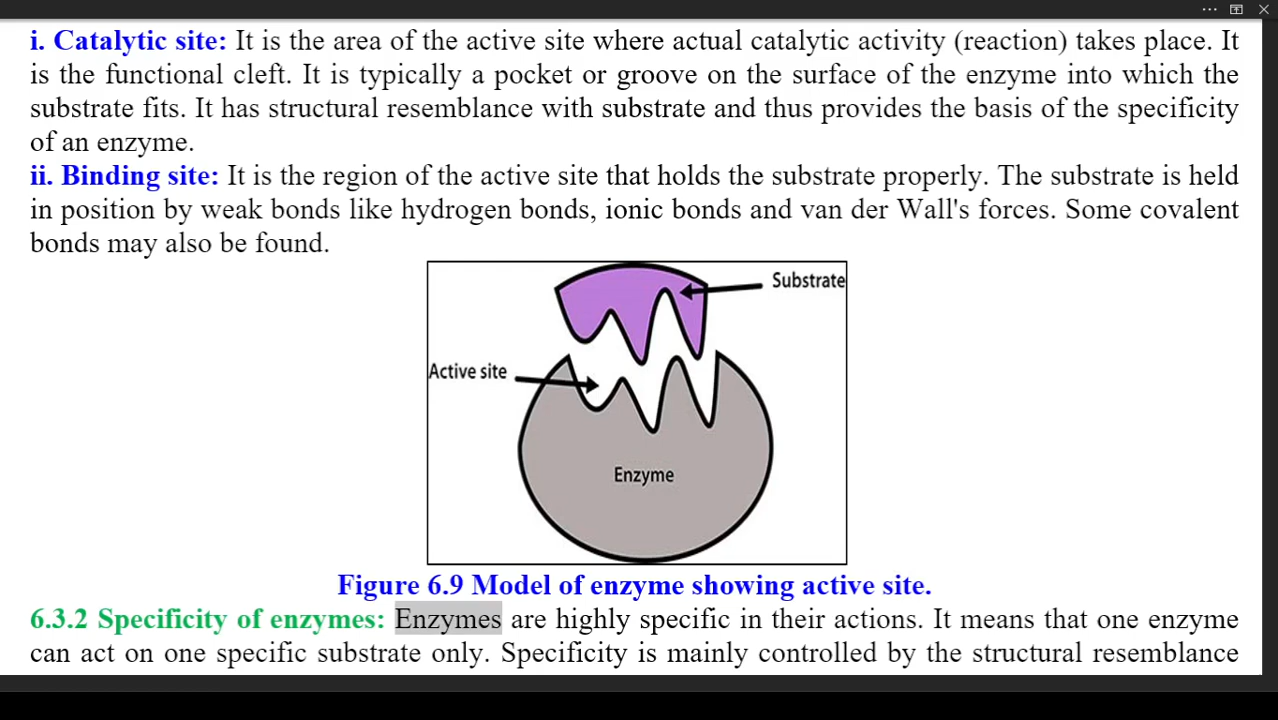 i. Catalytic site: It is the area of the active site where actual catalytic activity (reaction) takes place. It
is the functional cleft. It is typically a pocket or groove on the surface of the enzyme into which the
substrate fits. It has structural resemblance with substrate and thus provides the basis of the specificity
of an enzyme.
ii. Binding site: It is the region of the active site that holds the substrate properly. The substrate is held
in position by weak bonds like hydrogen bonds, ionic bonds and van der Wall's forces. Some covalent
bonds may also be found.
Substrate
Active site
Enzyme
Figure 6.9 Model of enzyme showing active site.
6.3.2 Specificity of enzymes: Enzymes are highly specific in their actions. It means that one enzyme
can act on one specific substrate only. Specificity is mainly controlled by the structural resemblance